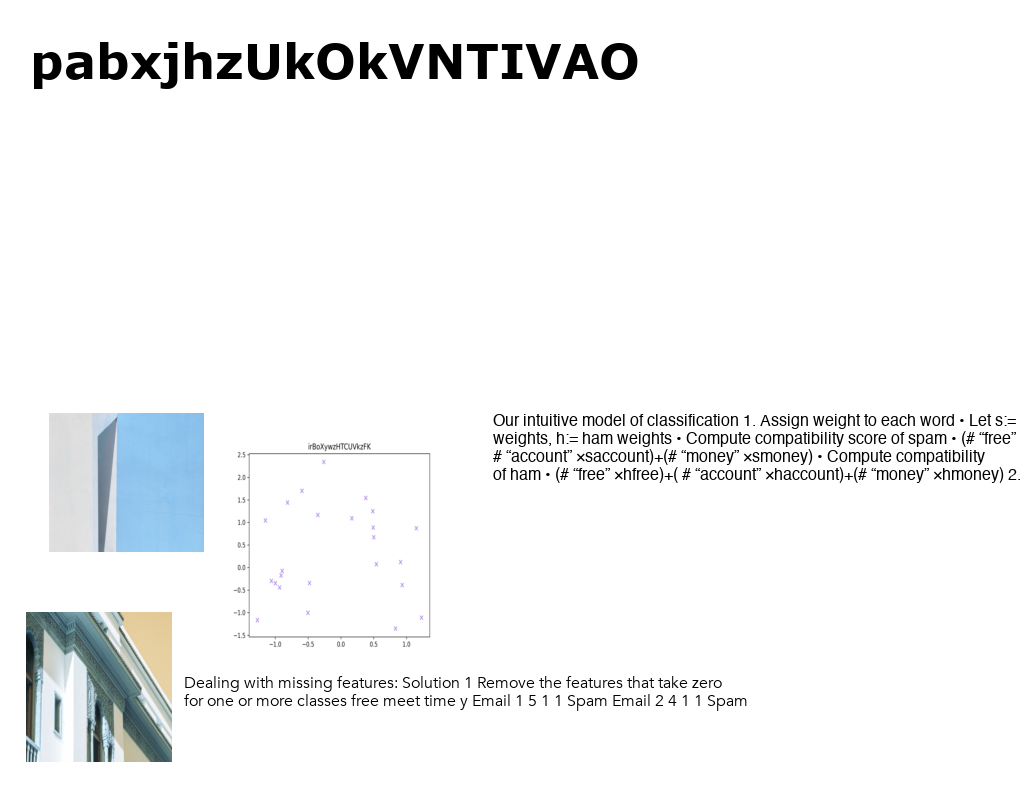 pabxjhzUkOkVNTIVAO
Our intuitive model of classification 1. Assign weight to each word • Let s:=
weights, h:= ham weights • Compute compatibility score of spam • (# “free”
# “account” ×saccount)+(# “money” ×smoney) • Compute compatibility
of ham • (# “free” ×hfree)+( # “account” ×haccount)+(# “money” ×hmoney) 2.
irBoXywzHTCUVkzFK
2.5
2.0
1.5
1.0
0.5
0.0
−0.5
−1.0
−1.5
−1.0 −0.5 0.0 0.5 1.0
Dealing with missing features: Solution 1 Remove the features that take zero
for one or more classes free meet time y Email 1 5 1 1 Spam Email 2 4 1 1 Spam